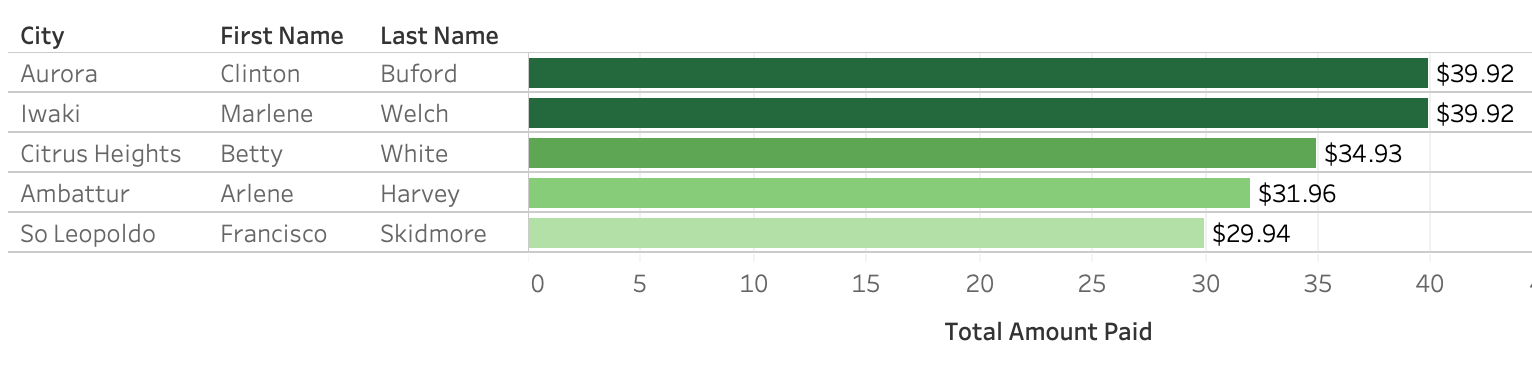 City First Name Last Name
Aurora Clinton Buford $39.92
Iwaki Marlene Welch $39.92
Citrus Heights Betty White $34.93
Ambattur Arlene Harvey $31.96
So Leopoldo Francisco Skidmore $29.94
0 5 10 15 20 25 30 35 40
Total Amount Paid